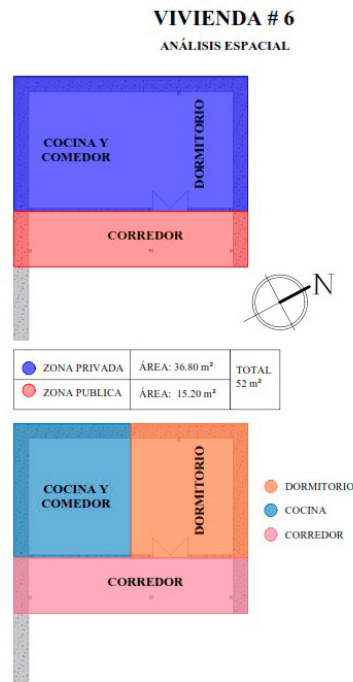 VIVIENDA # 6
ANÁLISIS ESPACIAL
COCINA Y
COMEDOR
DORMITORIO
CORREDOR
N
ZONA PRIVADA ÁREA: 36.80 m² TOTAL
52 m²
ZONA PUBLICA ÁREA: 15.20 m²
COCINA Y
COMEDOR
DORMITORIO
CORREDOR
DORMITORIO
COCINA
CORREDOR